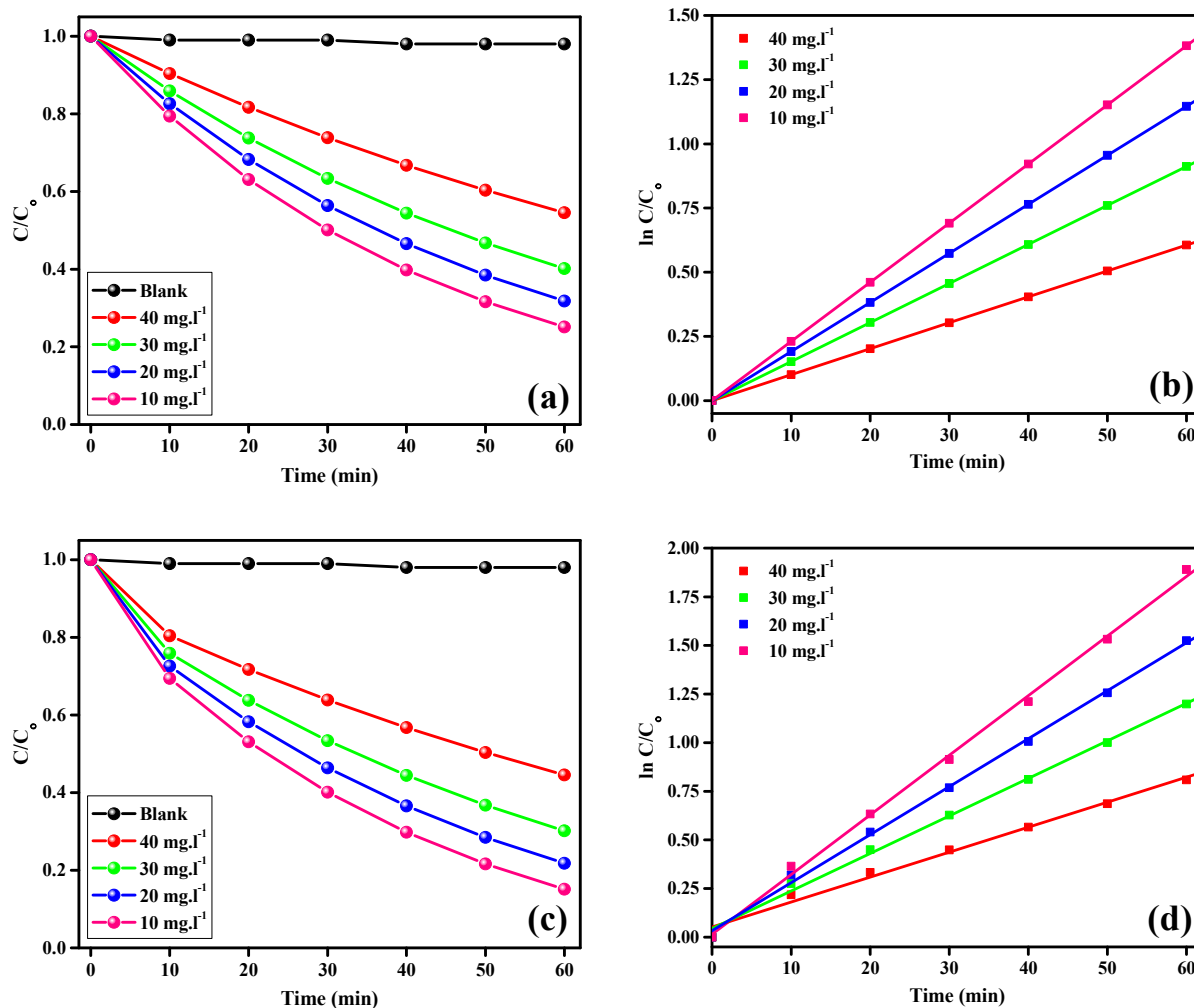 1.0
0.8
0.6
0.4
0.2
0.0
C/C₀
Blank
40 mg.l⁻¹
30 mg.l⁻¹
20 mg.l⁻¹
10 mg.l⁻¹
(a)
0 10 20 30 40 50 60
Time (min)
1.50
1.25
1.00
0.75
0.50
0.25
0.00
ln C/C₀
40 mg.l⁻¹
30 mg.l⁻¹
20 mg.l⁻¹
10 mg.l⁻¹
(b)
0 10 20 30 40 50 60
Time (min)
1.0
0.8
0.6
0.4
0.2
0.0
C/C₀
Blank
40 mg.l⁻¹
30 mg.l⁻¹
20 mg.l⁻¹
10 mg.l⁻¹
(c)
0 10 20 30 40 50 60
Time (min)
2.00
1.75
1.50
1.25
1.00
0.75
0.50
0.25
0.00
ln C/C₀
40 mg.l⁻¹
30 mg.l⁻¹
20 mg.l⁻¹
10 mg.l⁻¹
(d)
0 10 20 30 40 50 60
Time (min)